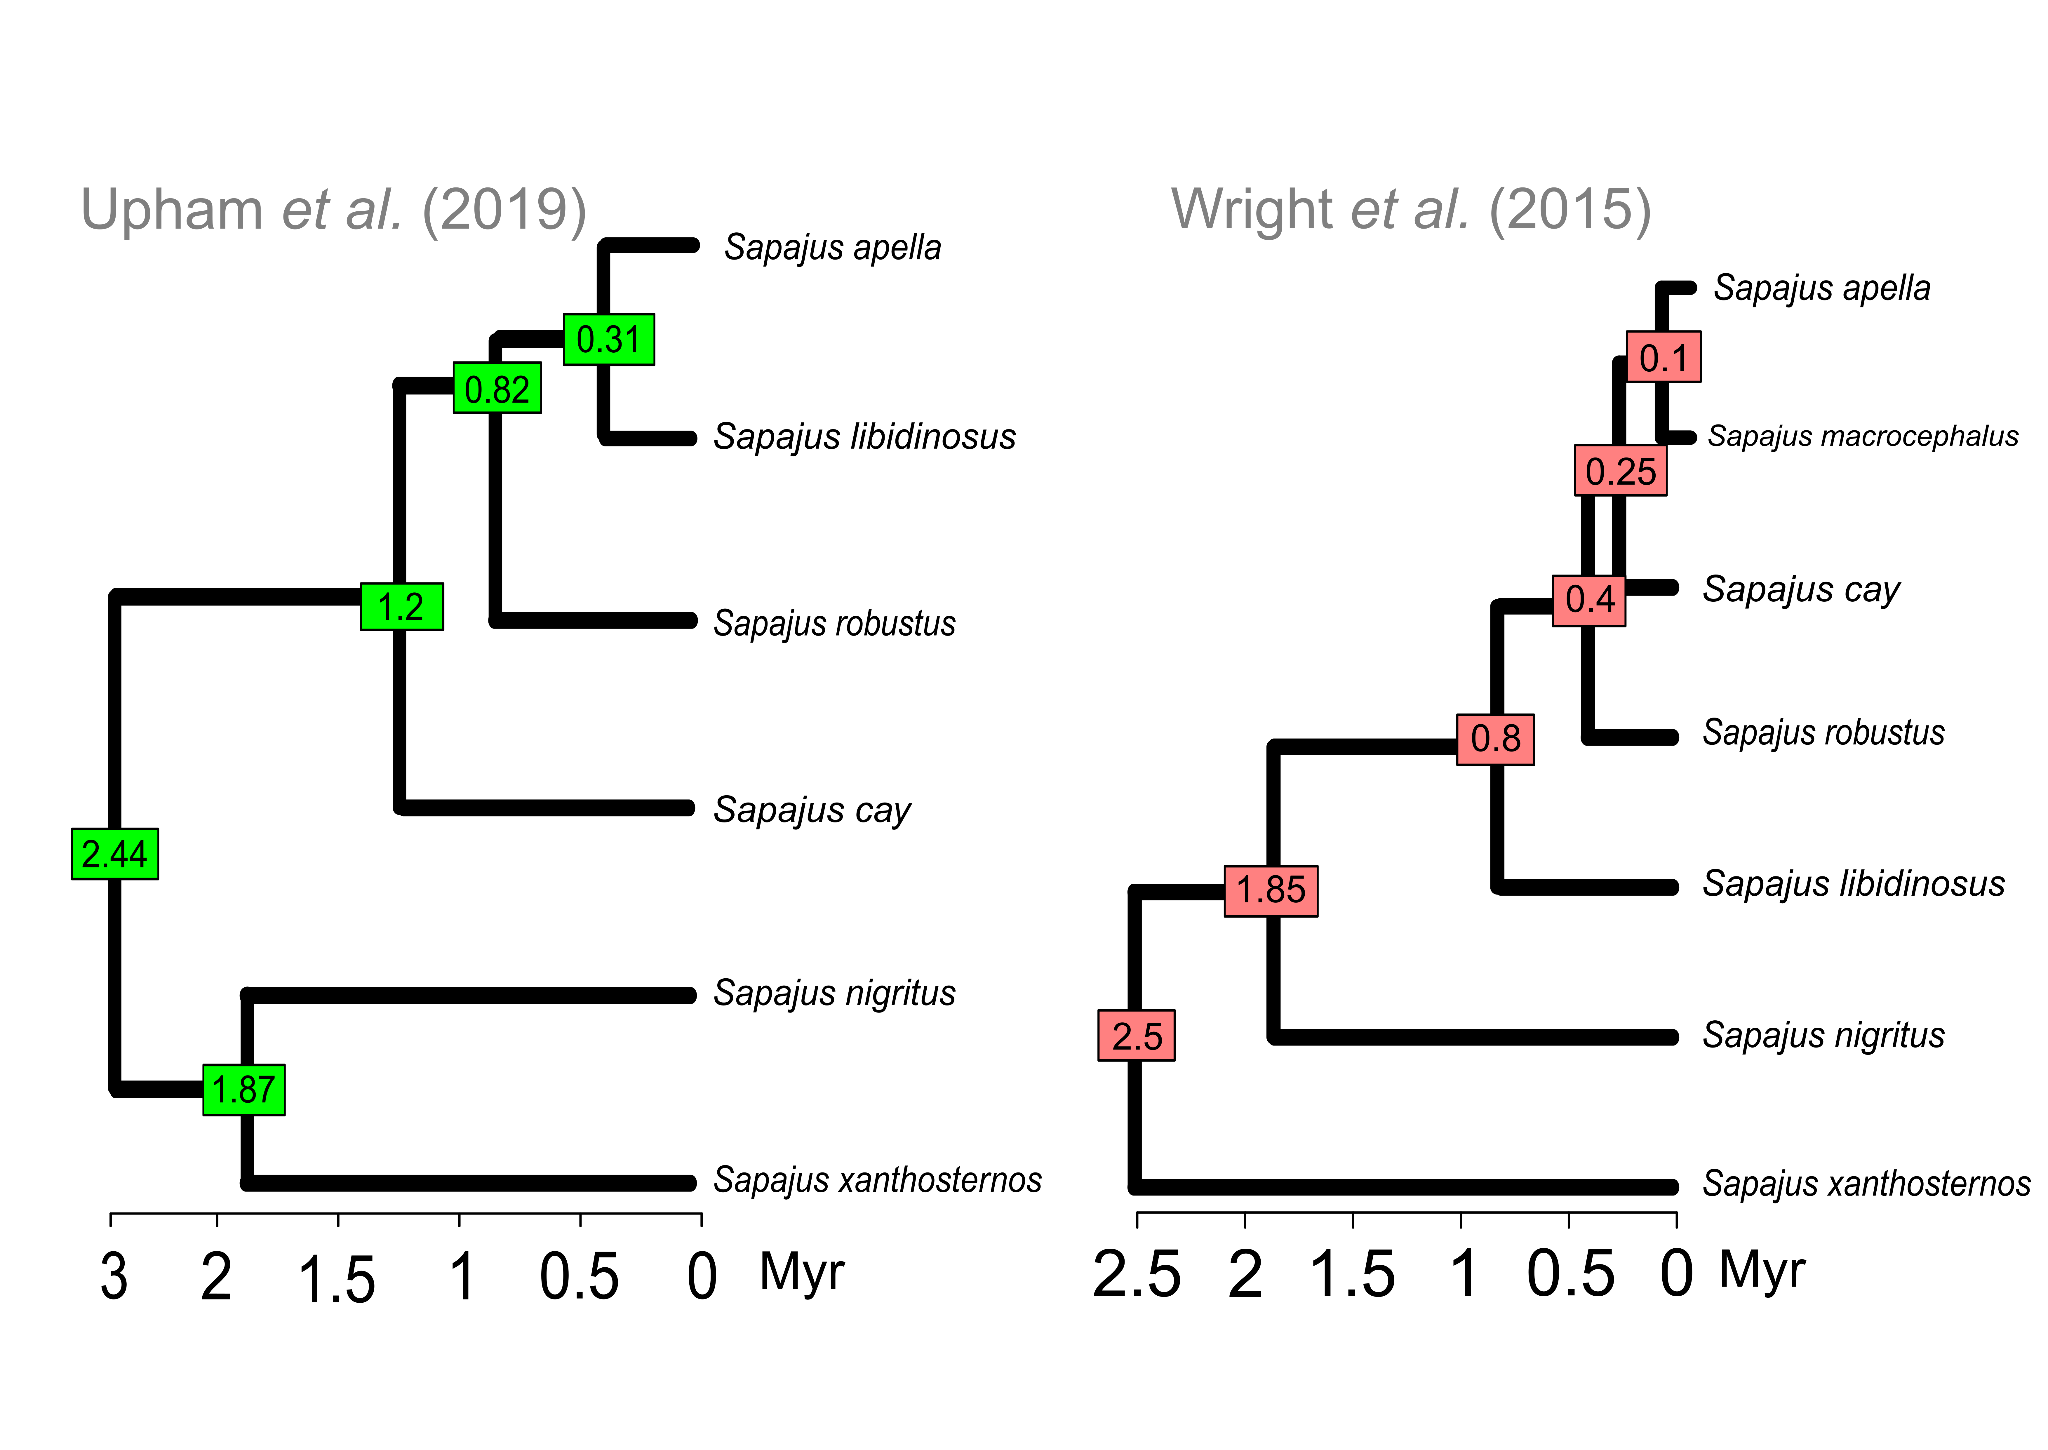 Upham et al. (2019)
Sapajus apella
0.31
0.82
Sapajus libidinosus
1.2
Sapajus robustus
Sapajus cay
2.44
Sapajus nigritus
1.87
Sapajus xanthosternos
3 2 1.5 1 0.5 0 Myr
Wright et al. (2015)
Sapajus apella
0.1
Sapajus macrocephalus
0.25
Sapajus cay
0.4
Sapajus robustus
0.8
Sapajus libidinosus
1.85
Sapajus nigritus
2.5
Sapajus xanthosternos
2.5 2 1.5 1 0.5 0 Myr